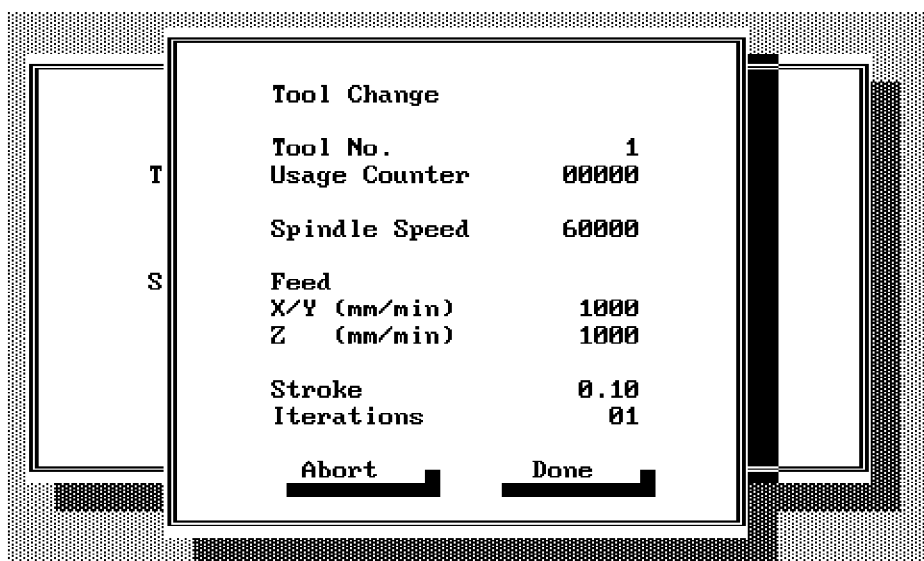 Tool Change
Tool No. 1
T
Usage Counter 00000
Spindle Speed 60000
S
Feed
X/Y (mm/min) 1000
Z (mm/min) 1000
Stroke 0.10
Iterations 01
Abort Done